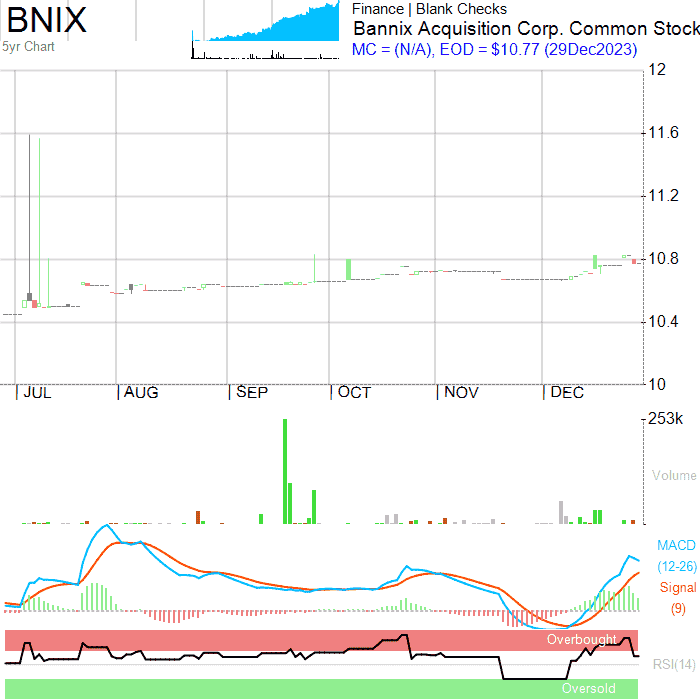 BNIX
5yr Chart
Finance | Blank Checks
Bannix Acquisition Corp. Common Stock
MC = (N/A), EOD = $10.77 (29Dec2023)
12
11.6
11.2
10.8
10.4
10
|JUL |AUG |SEP |OCT |NOV |DEC
253k
Volume
MACD
(12-26)
Signal
(9)
Overbought
RSI(14)
Oversold